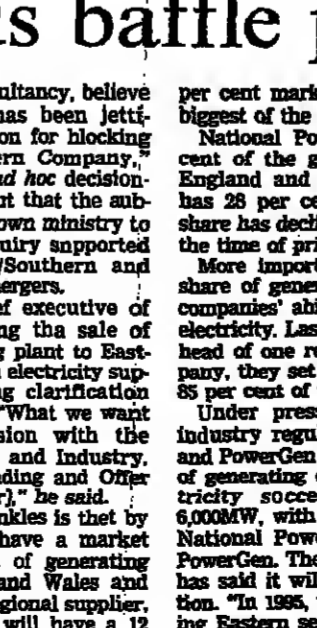 s baffle
ultancy, believe
has been jetti-
on for blocking
ern Company,"
ad hoc decision-
nt that the sub-
own ministry to
uiry snpported
/Southern and
ergers.
ef executive of
ng tha sale of
g plant to East-
electricity sup-
ng clarification
"What we want
sion with the
and Industry,
ading and Offer
r]," he said.
nkles is thet by
have a market
of generating
and Wales and
gional supplier,
will have a 12
per cent mark
biggest of the
National Po
cent of the g
England and
has 28 per ce
share has decli
the time of pri
More import
share of gener
companies' abi
electricity. Las
head of one re
pany, they set
85 per cent of
Under press
industry regu
and PowerGen
of generating
tricity socce
6,000MW, with
National Powe
PowerGen. The
has said it wil
tion. "In 1995,
ing Eastern se